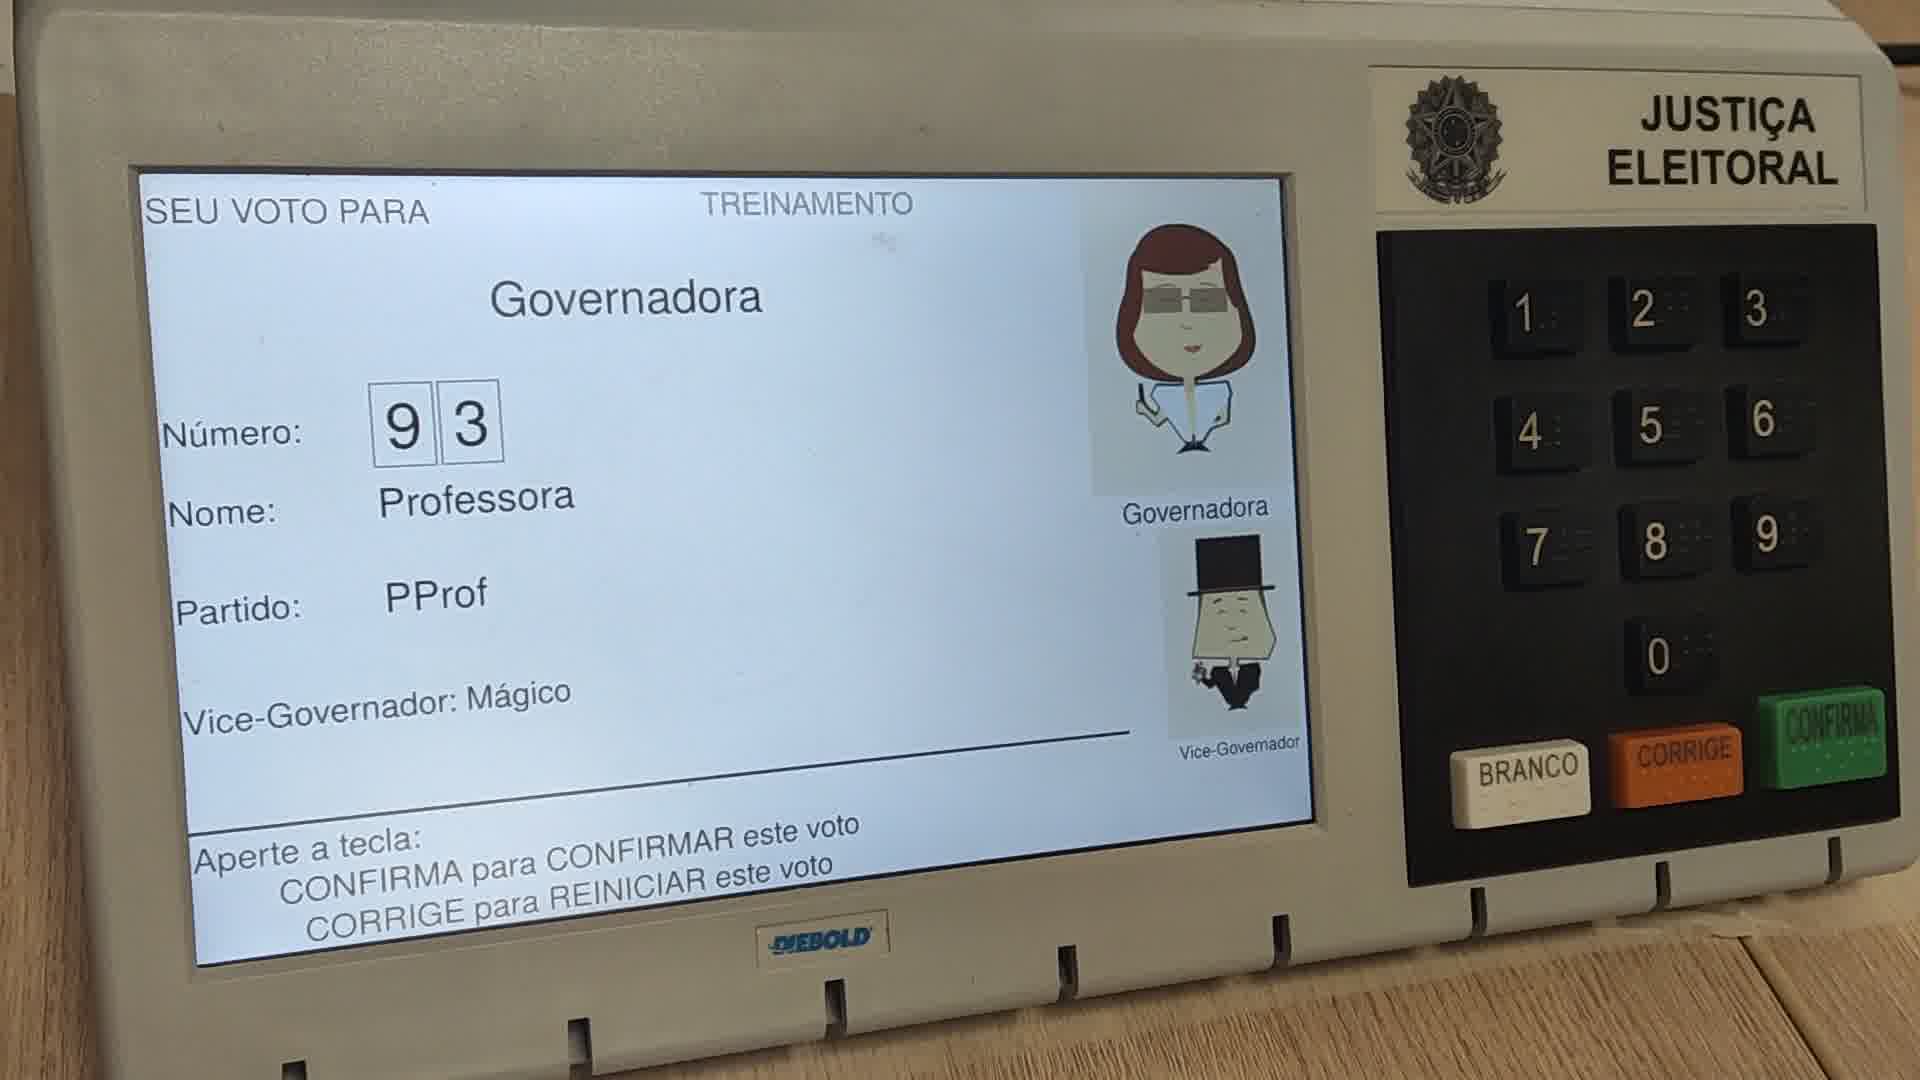 SEU VOTO PARA
TREINAMENTO
Governadora
Número: 93
Nome: Professora
Partido: PProf
Vice-Governador: Mágico
Governadora
Vice-Governador
Aperte a tecla:
CONFIRMA para CONFIRMAR este voto
CORRIGE para REINICIAR este voto
DIEBOLD
JUSTIÇA
ELEITORAL
1 2 3
4 5 6
7 8 9
0
BRANCO CORRIGE CONFIRMA